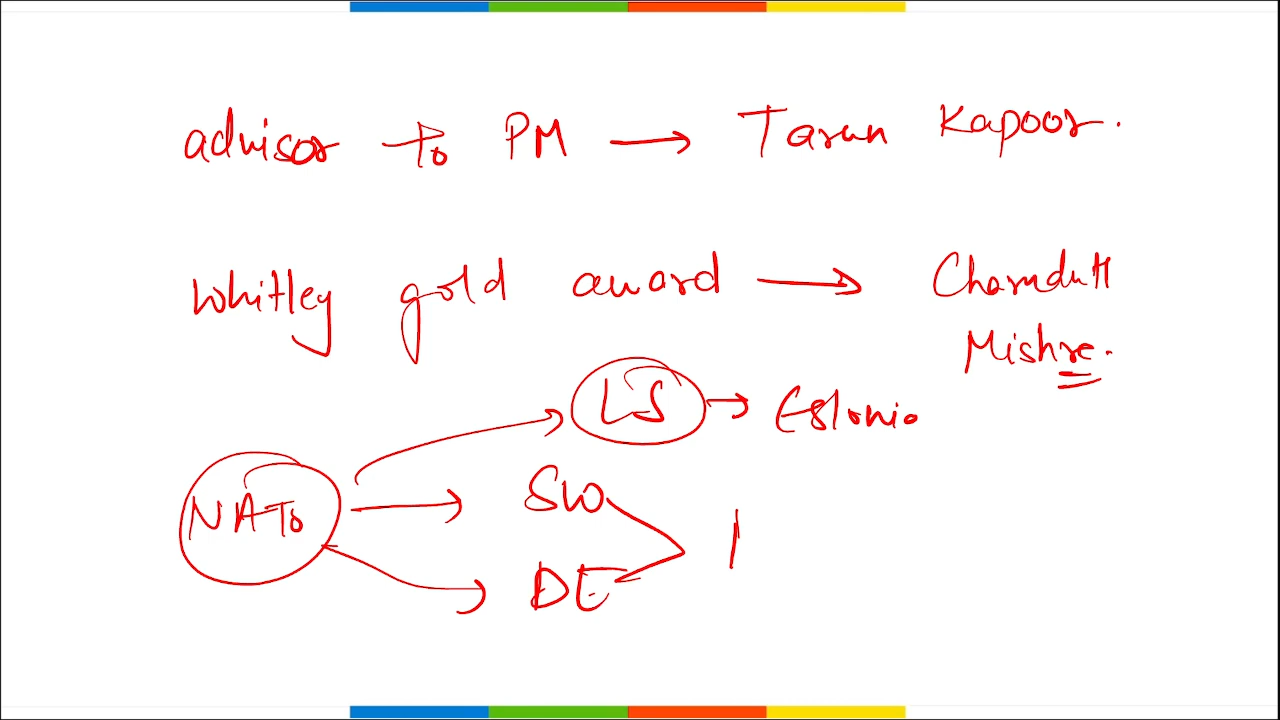 advisor to PM → Tarun Kapoor.
Whitley gold award → Charudutt
Mishra.
LS → Estonia
NATO → SW
DE